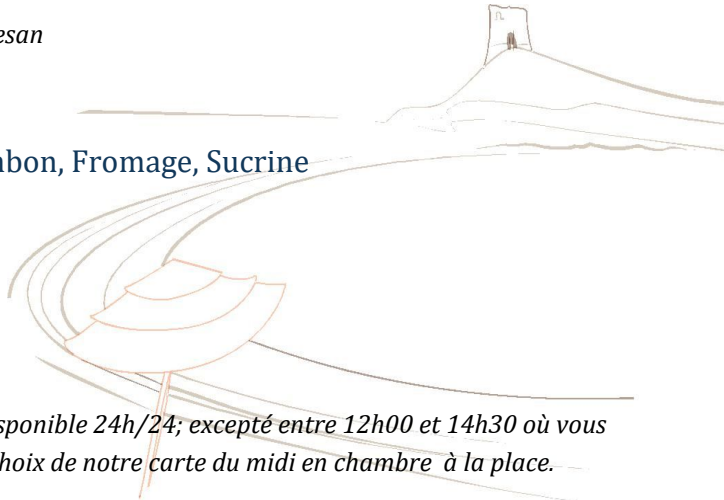 esan
bon, Fromage, Sucrine
sponible 24h/24; excepté entre 12h00 et 14h30 où vous
hoix de notre carte du midi en chambre à la place.